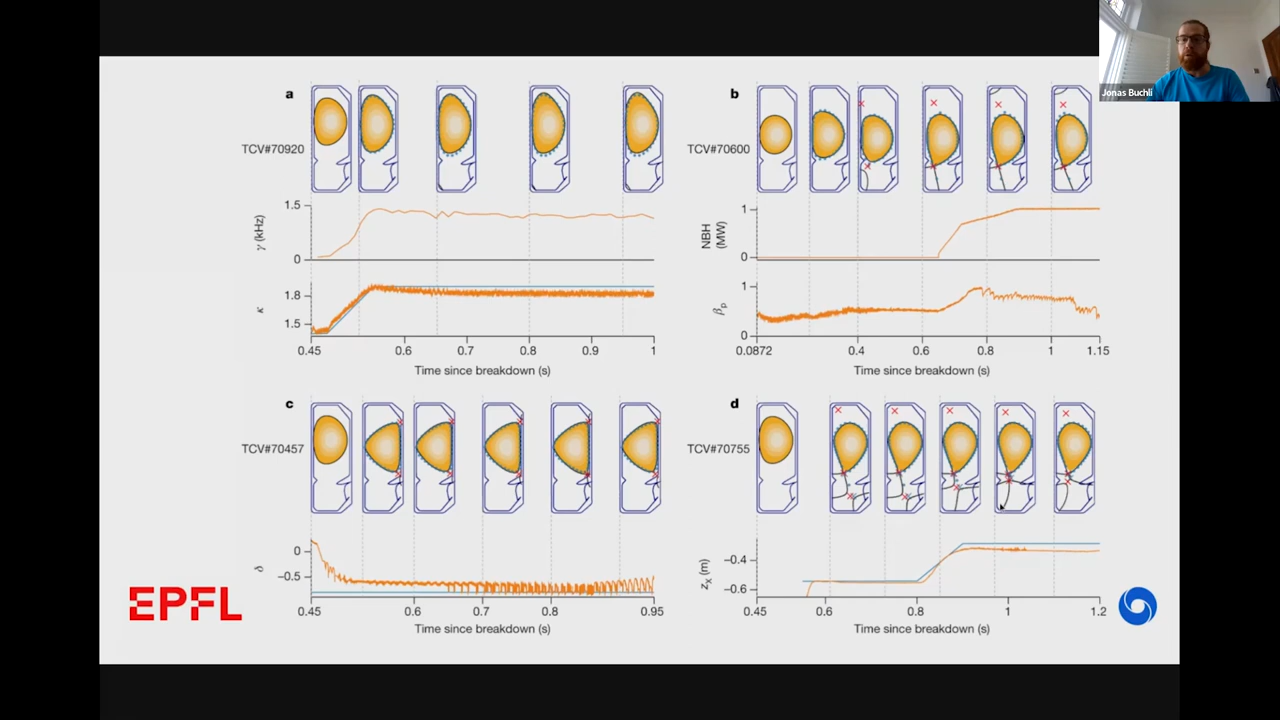 Jonas Buchli
a
TCV#70920
1.5
γ (kHz)
0
1.8
κ
1.5
0.45 0.6 0.7 0.8 0.9 1
Time since breakdown (s)
b
TCV#70600
1
NBH
(MW)
0
1
βp
0
0.0872 0.4 0.6 0.8 1 1.15
Time since breakdown (s)
c
TCV#70457
0
δ
−0.5
0.45 0.6 0.7 0.8 0.95
Time since breakdown (s)
d
TCV#70755
−0.4
zX (m)
−0.6
0.45 0.6 0.8 1 1.2
Time since breakdown (s)
EPFL